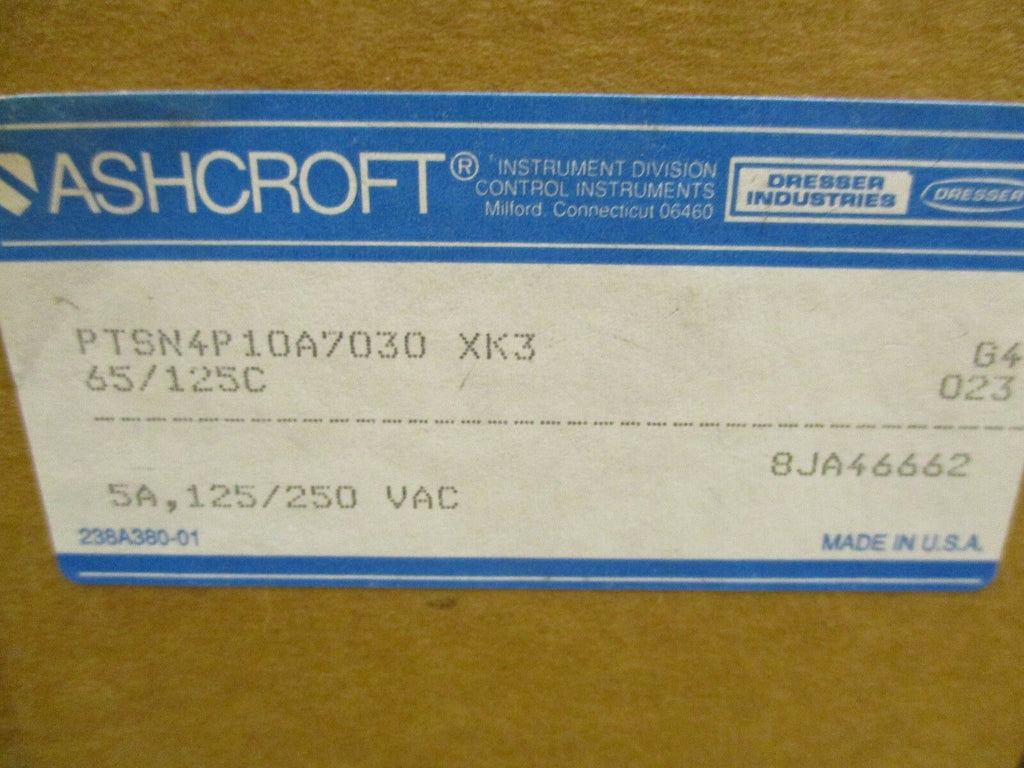 ASHCROFT®
INSTRUMENT DIVISION
CONTROL INSTRUMENTS
Milford, Connecticut 06460
DRESSER
INDUSTRIES
DRESSER
PTSN4P10A7030 XK3
G4
65/125C
023
8JA46662
5A,125/250 VAC
238A380-01
MADE IN U.S.A.